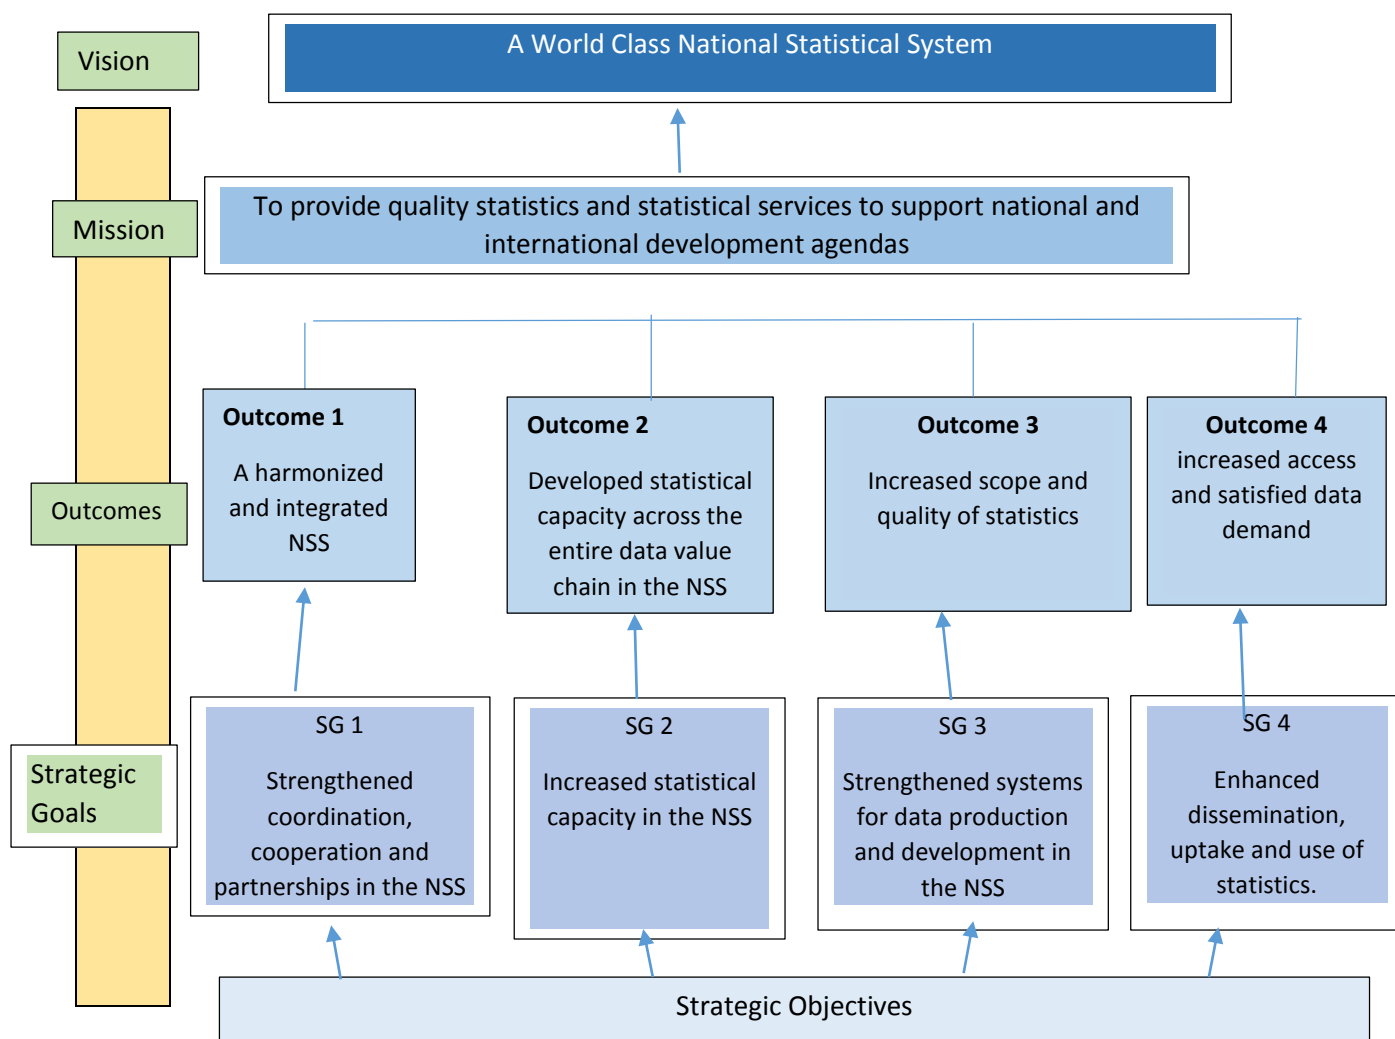 Vision
A World Class National Statistical System
Mission
To provide quality statistics and statistical services to support national and
international development agendas
Outcomes
Outcome 1
A harmonized
and integrated
NSS
Outcome 2
Developed statistical
capacity across the
entire data value
chain in the NSS
Outcome 3
Increased scope and
quality of statistics
Outcome 4
increased access
and satisfied data
demand
Strategic
Goals
SG 1
Strengthened
coordination,
cooperation and
partnerships in the NSS
SG 2
Increased statistical
capacity in the NSS
SG 3
Strengthened systems
for data production
and development in
the NSS
SG 4
Enhanced
dissemination,
uptake and use of
statistics.
Strategic Objectives